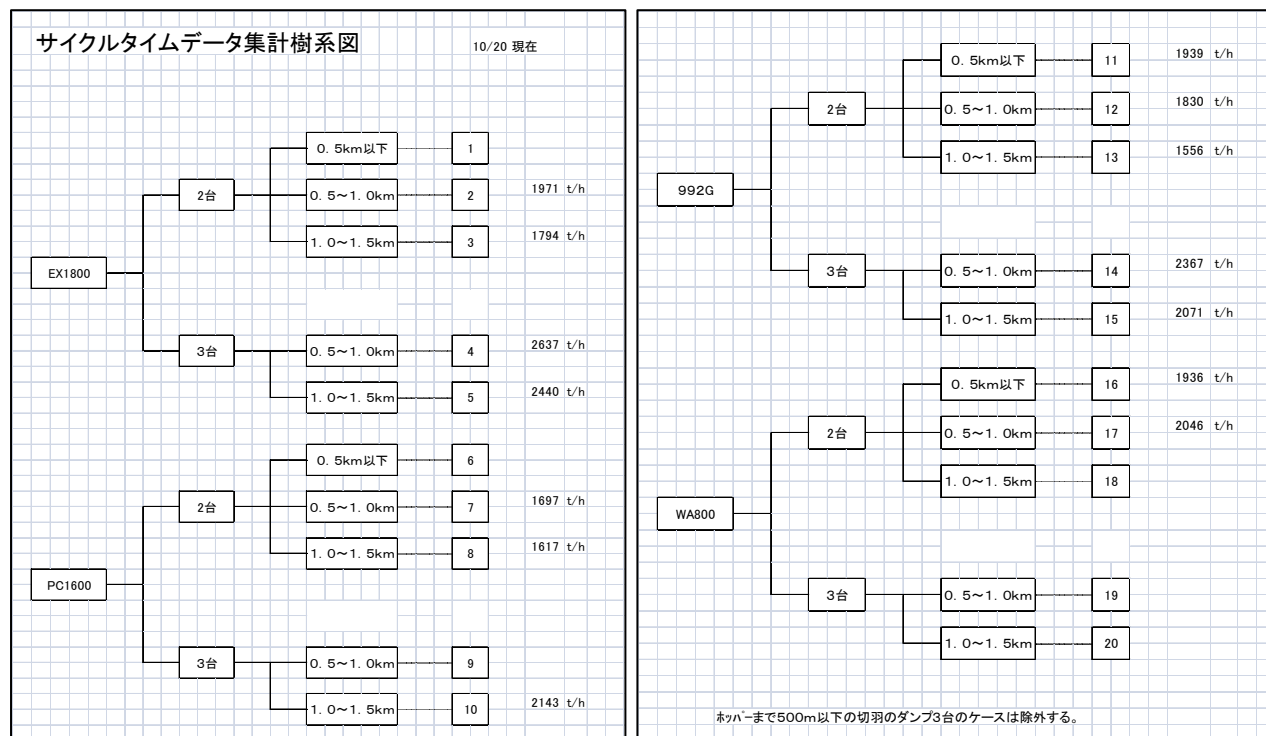 サイクルタイムデータ集計樹系図 10/20 現在
0．5km以下 1
2台 0．5～1．0km 2 1971 t/h
1．0～1．5km 3 1794 t/h
EX1800
3台 0．5～1．0km 4 2637 t/h
1．0～1．5km 5 2440 t/h
0．5km以下 6
2台 0．5～1．0km 7 1697 t/h
1．0～1．5km 8 1617 t/h
PC1600
3台 0．5～1．0km 9
1．0～1．5km 10 2143 t/h
0．5km以下 11 1939 t/h
2台 0．5～1．0km 12 1830 t/h
1．0～1．5km 13 1556 t/h
992G
3台 0．5～1．0km 14 2367 t/h
1．0～1．5km 15 2071 t/h
0．5km以下 16 1936 t/h
2台 0．5～1．0km 17 2046 t/h
1．0～1．5km 18
WA800
3台 0．5～1．0km 19
1．0～1．5km 20
ﾎｯﾊﾟｰまで500m以下の切羽のダンプ3台のケースは除外する。